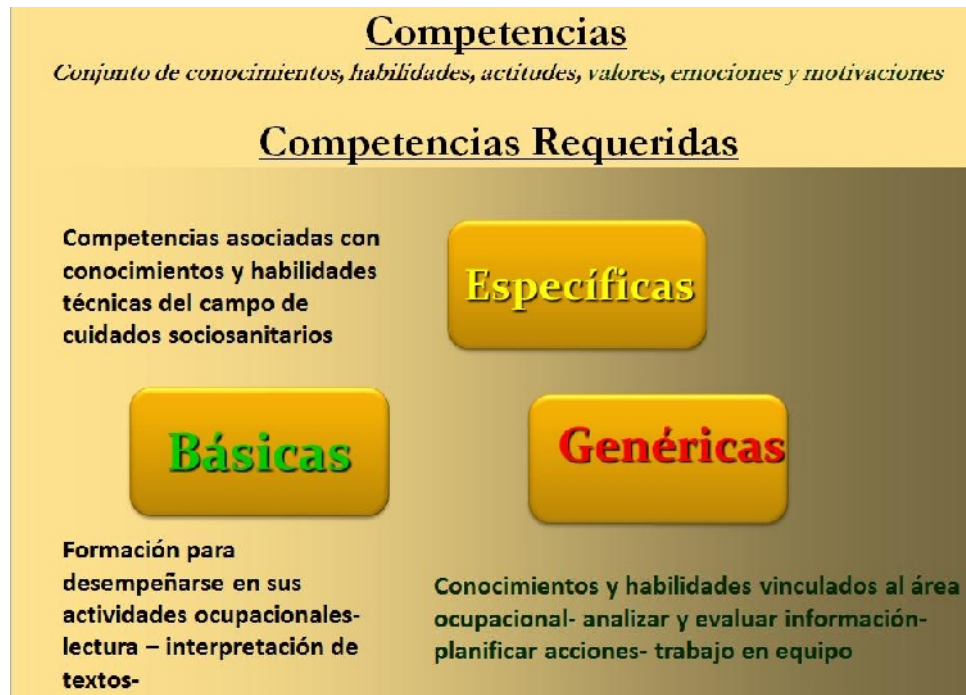 Competencias
Conjunto de conocimientos, habilidades, actitudes, valores, emociones y motivaciones
Competencias Requeridas
Competencias asociadas con
conocimientos y habilidades
técnicas del campo de
cuidados sociosanitarios
Específicas
Básicas
Genéricas
Formación para
desempeñarse en sus
actividades ocupacionales-
lectura – interpretación de
textos-
Conocimientos y habilidades vinculados al área
ocupacional- analizar y evaluar información-
planificar acciones- trabajo en equipo